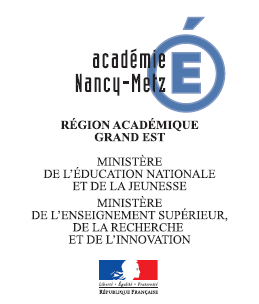 académie
Nancy-Metz
É
RÉGION ACADÉMIQUE
GRAND EST
MINISTÈRE
DE L'ÉDUCATION NATIONALE
ET DE LA JEUNESSE
MINISTÈRE
DE L'ENSEIGNEMENT SUPÉRIEUR,
DE LA RECHERCHE
ET DE L'INNOVATION
Liberté • Égalité • Fraternité
RÉPUBLIQUE FRANÇAISE